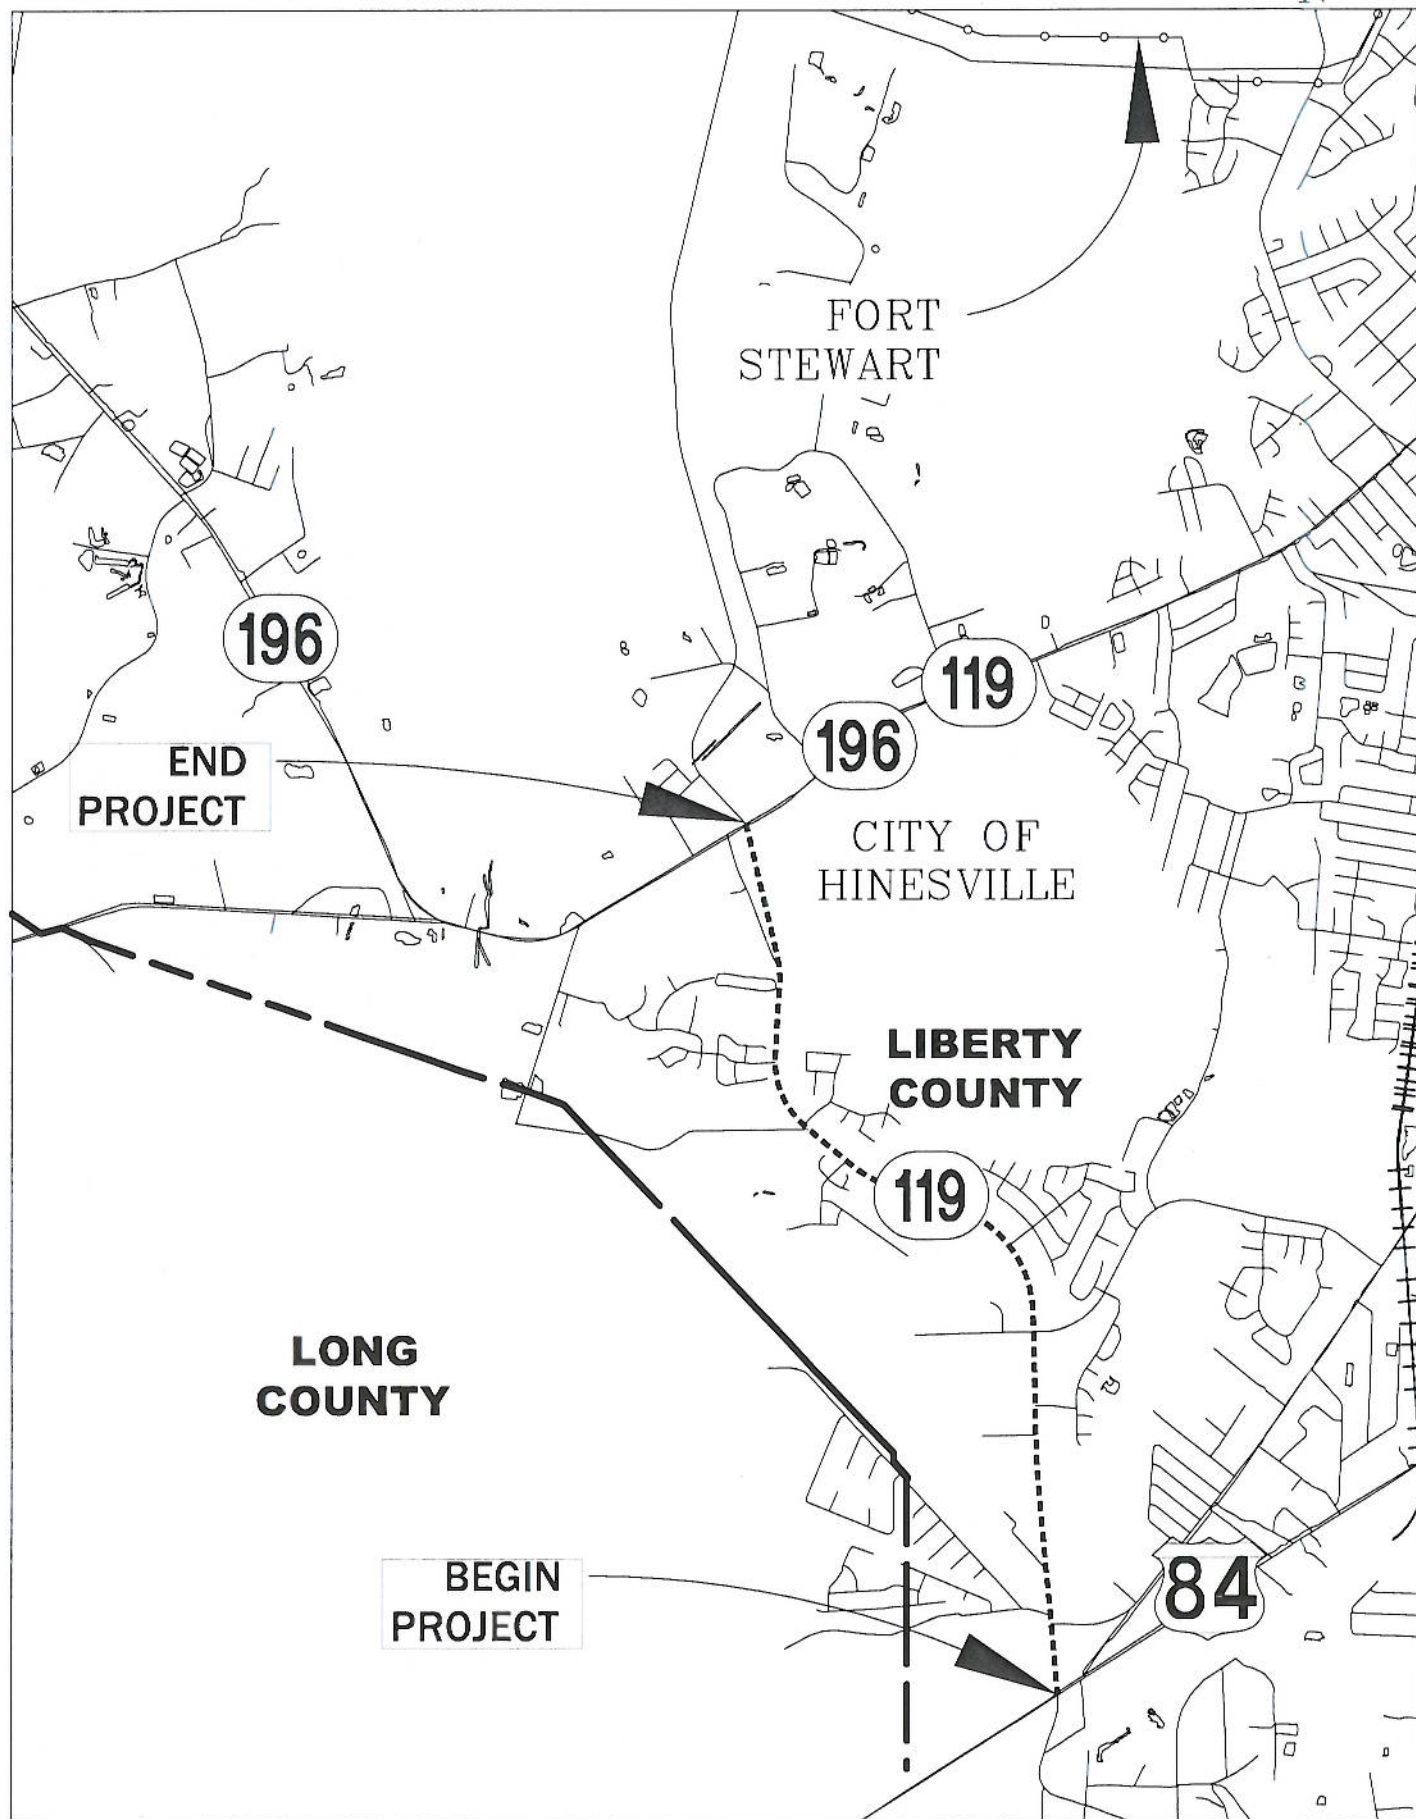 FORT
STEWART
196
119
196
END
PROJECT
CITY OF
HINESVILLE
LIBERTY
COUNTY
119
LONG
COUNTY
BEGIN
PROJECT
84